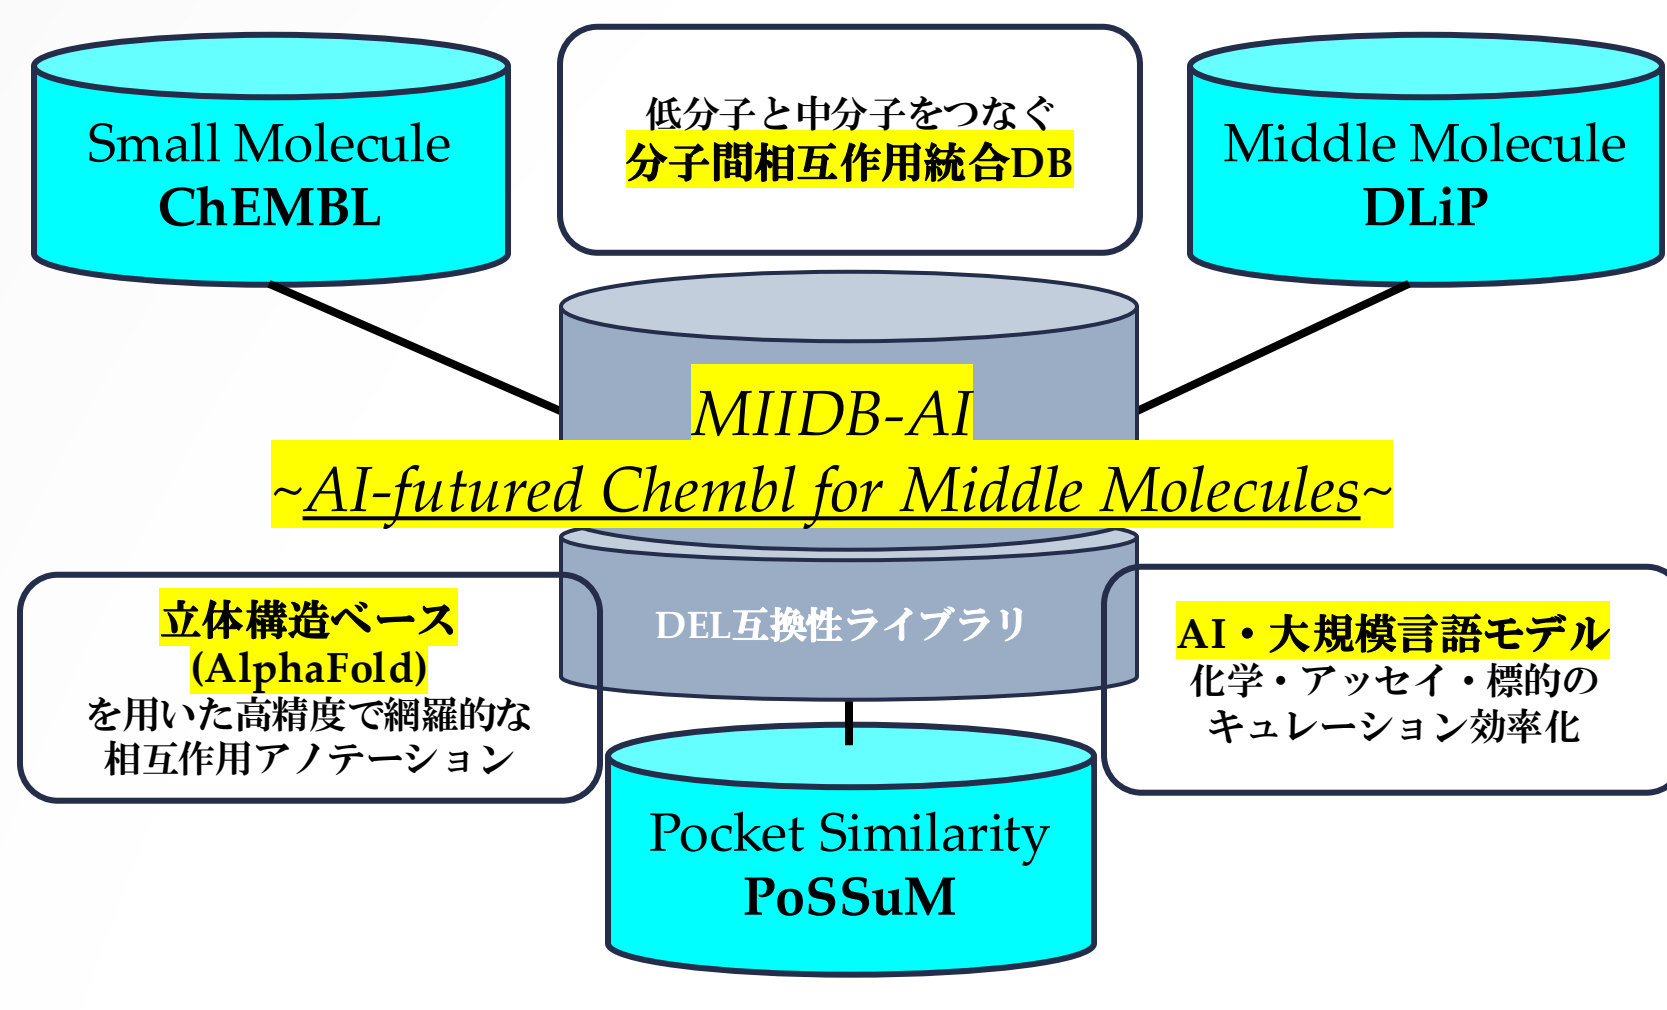 Small Molecule
ChEMBL
低分子と中分子をつなぐ
分子間相互作用統合DB
Middle Molecule
DLiP
MIIDB-AI
~AI-futured Chembl for Middle Molecules~
DEL互換性ライブラリ
立体構造ベース
(AlphaFold)
を用いた高精度で網羅的な
相互作用アノテーション
AI・大規模言語モデル
化学・アッセイ・標的の
キュレーション効率化
Pocket Similarity
PoSSuM